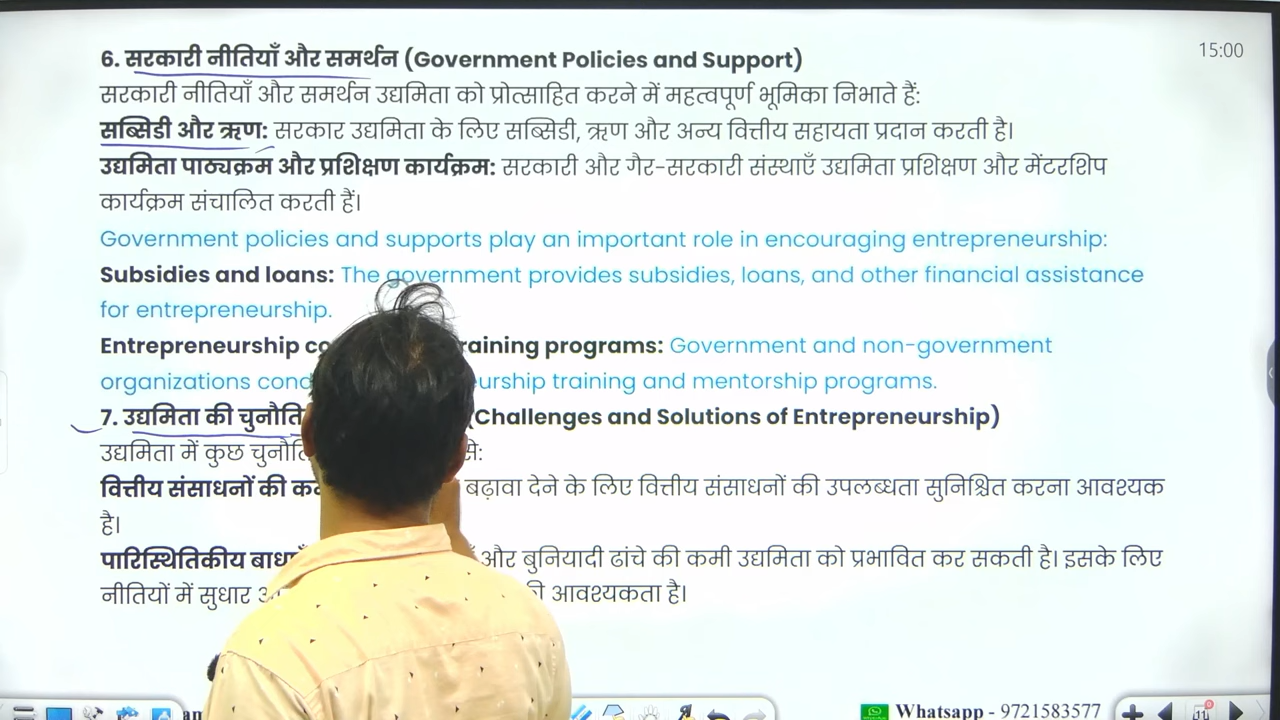 15:00
6. सरकारी नीतियाँ और समर्थन (Government Policies and Support)
सरकारी नीतियाँ और समर्थन उद्यमिता को प्रोत्साहित करने में महत्वपूर्ण भूमिका निभाते हैं:
सब्सिडी और ऋण: सरकार उद्यमिता के लिए सब्सिडी, ऋण और अन्य वित्तीय सहायता प्रदान करती है।
उद्यमिता पाठ्यक्रम और प्रशिक्षण कार्यक्रम: सरकारी और गैर-सरकारी संस्थाएँ उद्यमिता प्रशिक्षण और मेंटरशिप
कार्यक्रम संचालित करती हैं।
Government policies and supports play an important role in encouraging entrepreneurship:
Subsidies and loans: The government provides subsidies, loans, and other financial assistance
for entrepreneurship.
Entrepreneurship programs: Government and non-government
organizations training and mentorship programs.
7. उद्यमिता की (Challenges and Solutions of Entrepreneurship)
उद्यमिता में कुछ
वित्तीय संसाधनों की बढ़ावा देने के लिए वित्तीय संसाधनों की उपलब्धता सुनिश्चित करना आवश्यक
है।
पारिस्थितिकीय और बुनियादी ढांचे की कमी उद्यमिता को प्रभावित कर सकती है। इसके लिए
नीतियों में सुधार आवश्यकता है।
Whatsapp - 9721583577
11